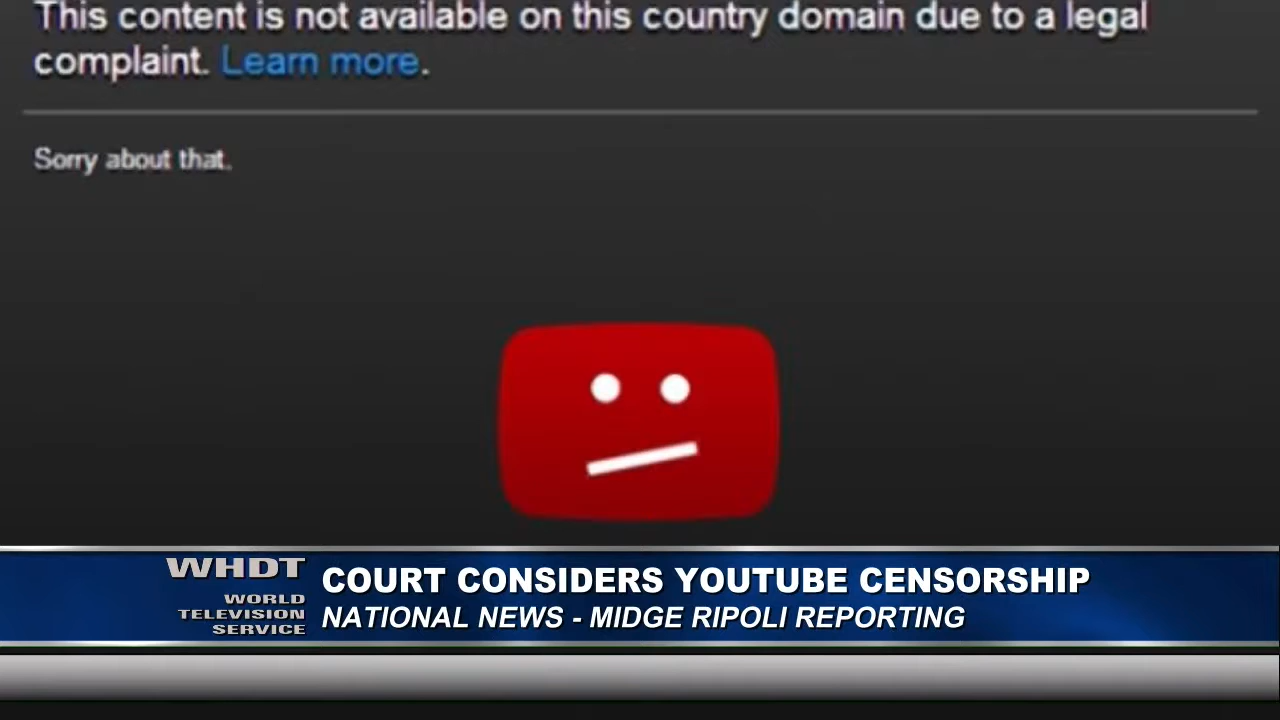 This content is not available on this country domain due to a legal
complaint. Learn more.
Sorry about that.
WHDT
WORLD
TELEVISION
SERVICE
COURT CONSIDERS YOUTUBE CENSORSHIP
NATIONAL NEWS - MIDGE RIPOLI REPORTING